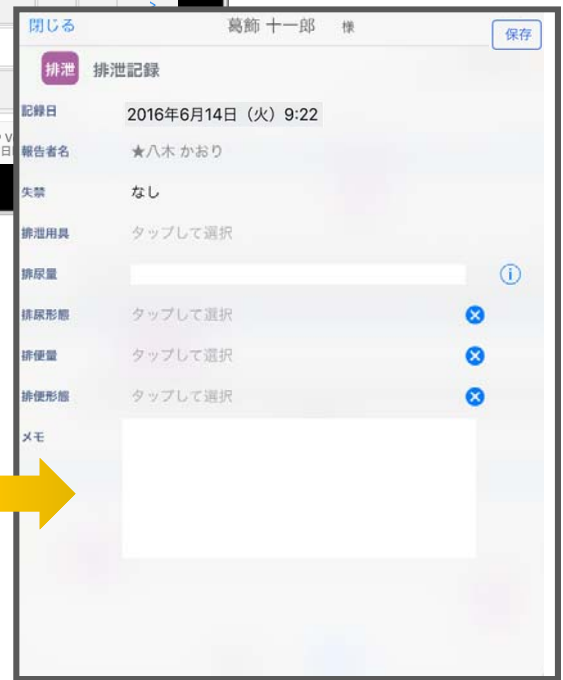 閉じる 葛飾 十一郎 様 保存
排泄 排泄記録
記録日 2016年6月14日（火）9:22
報告者名 ★八木 かおり
失禁 なし
排泄用具 タップして選択
排尿量
排尿形態 タップして選択
排便量 タップして選択
排便形態 タップして選択
メモ